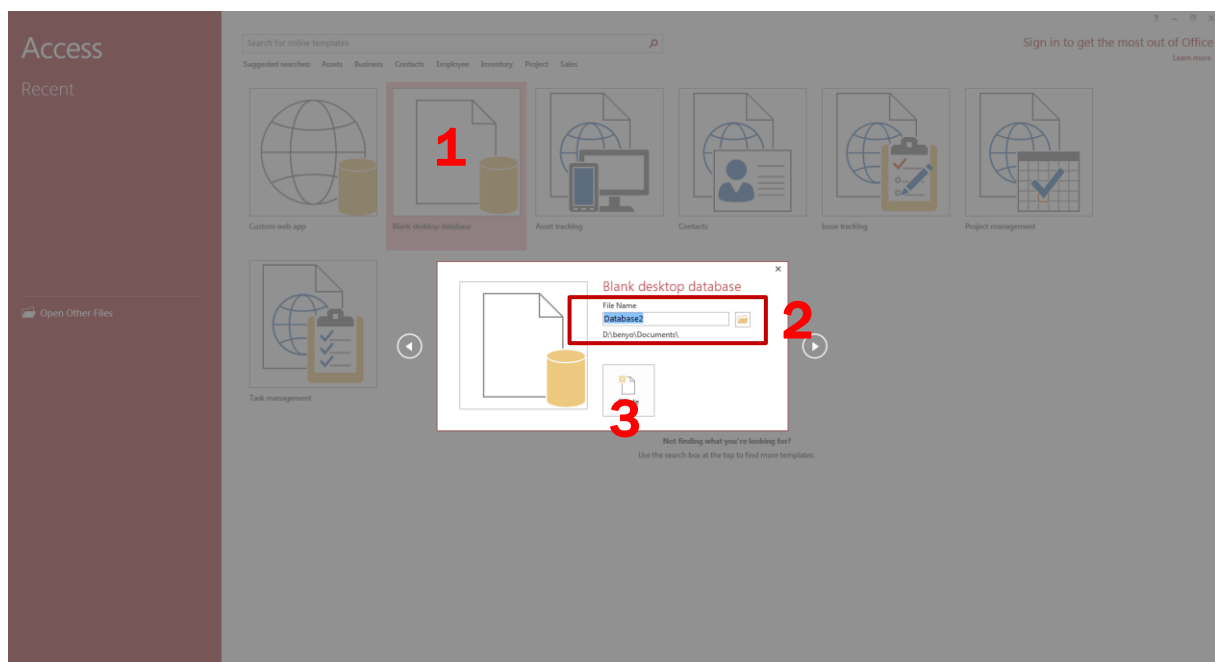 ? – ×
Access
Search for online templates
Sign in to get the most out of Office
Learn more
Suggested searches: Assets Business Contacts Employee Inventory Project Sales
Recent
1
Custom web app
Blank desktop database
Asset tracking
Contacts
Issue tracking
Project management
Blank desktop database
File Name
Database2
D:\benyo\Documents\
2
Open Other Files
3
Task management
Not finding what you're looking for?
Use the search box at the top to find more templates.